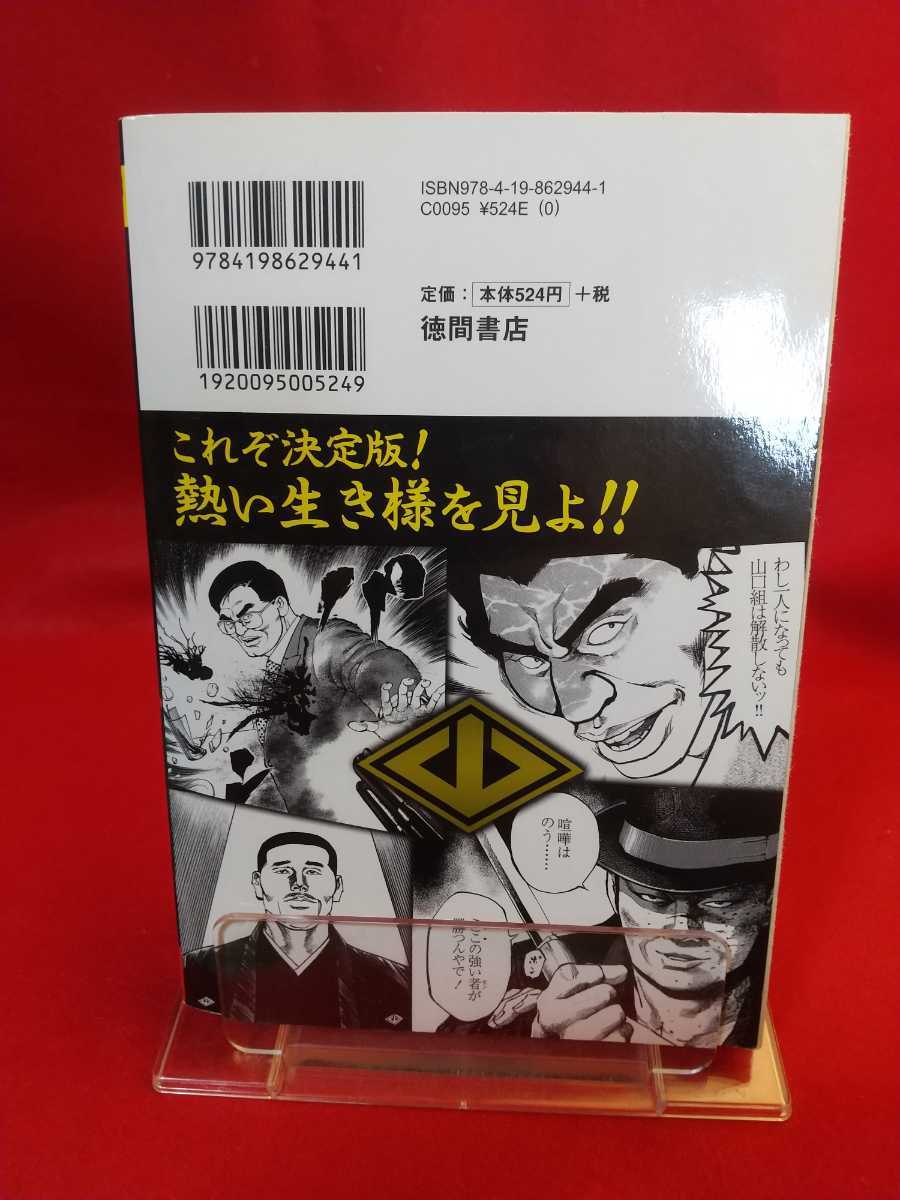 ISBN978-4-19-862944-1
C0095 ¥524E (0)
9784198629441
定価：本体524円＋税
徳間書店
1920095005249
これぞ決定版！
熱い生き様を見よ!!
わし一人になっても
山口組は解散しないッ!!
喧嘩は
のう……
ここの強い者が
勝つんやで！